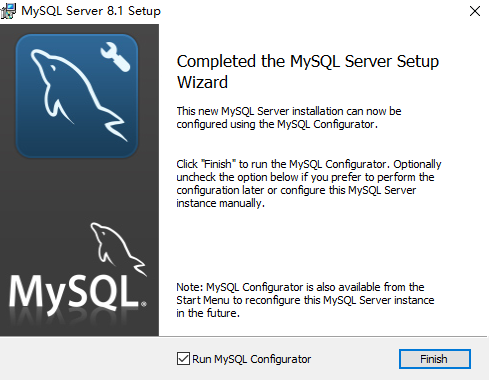 MySQL Server 8.1 Setup
Completed the MySQL Server Setup
Wizard
This new MySQL Server installation can now be
configured using the MySQL Configurator.
Click "Finish" to run the MySQL Configurator. Optionally
uncheck the option below if you prefer to perform the
configuration later or configure this MySQL Server
instance manually.
MySQL®
Note: MySQL Configurator is also available from the
Start Menu to reconfigure this MySQL Server instance
in the future.
Run MySQL Configurator
Finish